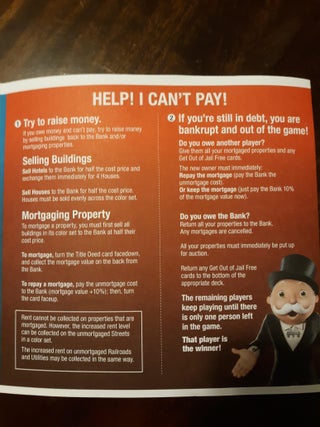 HELP! I CAN'T PAY!
1 Try to raise money.
If you owe money and can't pay, try to raise money
by selling buildings back to the Bank and/or
mortgaging properties.
Selling Buildings
Sell Hotels to the Bank for half the cost price and
exchange them immediately for 4 Houses.
Sell Houses to the Bank for half the cost price.
Houses must be sold evenly across the color set.
Mortgaging Property
To mortgage a property, you must first sell all
buildings in its color set to the Bank at half their
cost price.
To mortgage, turn the Title Deed card facedown, and
collect the mortgage value on the back from
the Bank.
To repay a mortgage, pay the unmortgage cost
to the Bank (mortgage value +10%); then, turn
the card faceup.
Rent cannot be collected on properties that are
mortgaged. However, the increased rent level
can be collected on the unmortgaged Streets
in a color set.
The increased rent on unmortgaged Railroads
and Utilities may be collected in the same way.
2 If you're still in debt, you are
bankrupt and out of the game!
Do you owe another player?
Give them all your mortgaged properties and any
Get Out of Jail Free cards.
The new owner must immediately:
Repay the mortgage (pay the Bank the
unmortgage cost).
Or keep the mortgage (just pay the Bank 10%
of the mortgage value now).
Do you owe the Bank?
Return all your properties to the Bank.
Any mortgages are cancelled.
All your properties must be immediately put up
for auction.
Return any Get Out of Jail Free
cards to the bottom of the
appropriate deck.
The remaining players
keep playing until there
is only one person left
in the game.
That player is
the winner!